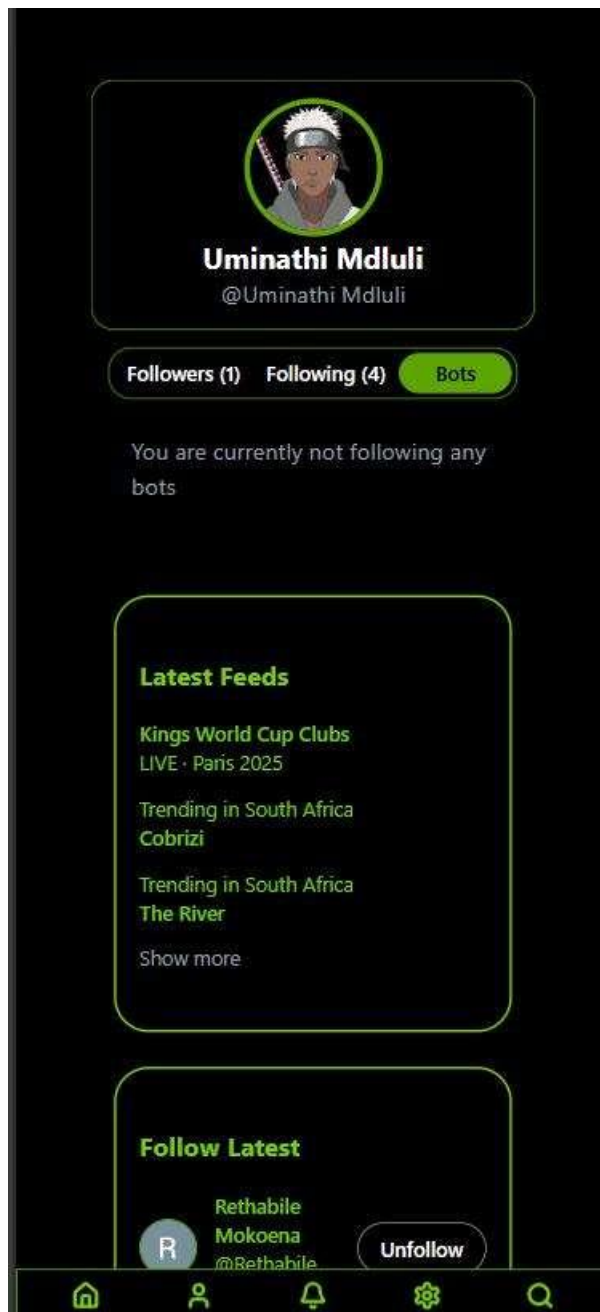 Uminathi Mdluli
@Uminathi Mdluli
Followers (1) Following (4) Bots
You are currently not following any
bots
Latest Feeds
Kings World Cup Clubs
LIVE · Paris 2025
Trending in South Africa
Cobrizi
Trending in South Africa
The River
Show more
Follow Latest
Rethabile
Mokoena
R
Unfollow
@Rethabile